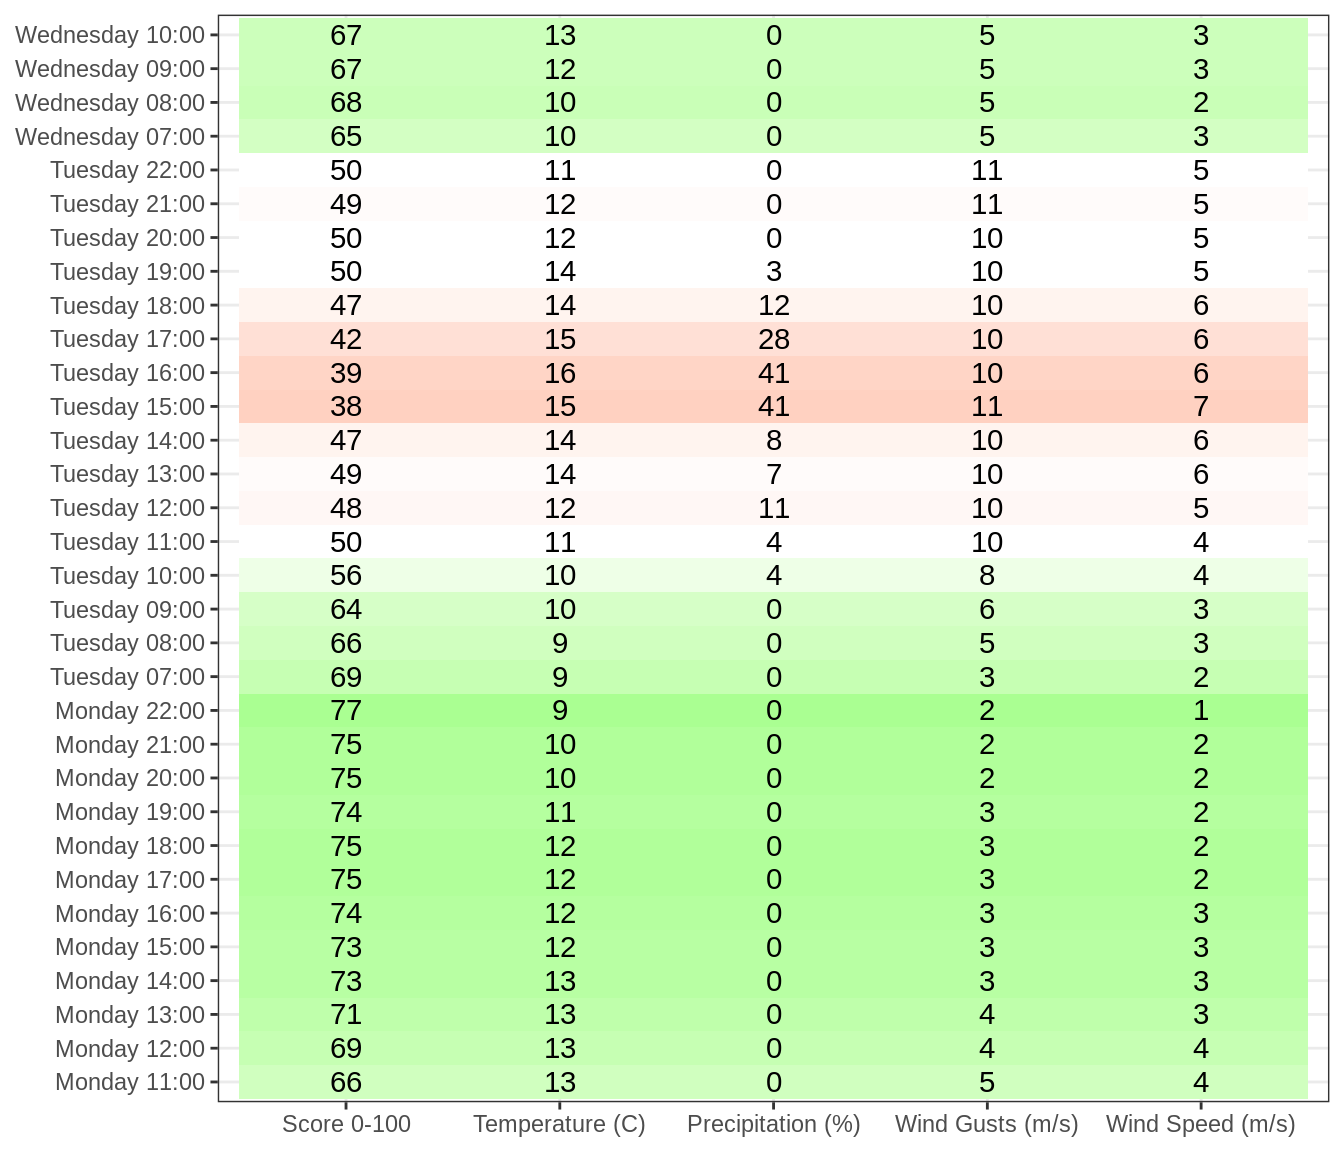 Wednesday 10:00 67 13 0 5 3
Wednesday 09:00 67 12 0 5 3
Wednesday 08:00 68 10 0 5 2
Wednesday 07:00 65 10 0 5 3
Tuesday 22:00 50 11 0 11 5
Tuesday 21:00 49 12 0 11 5
Tuesday 20:00 50 12 0 10 5
Tuesday 19:00 50 14 3 10 5
Tuesday 18:00 47 14 12 10 6
Tuesday 17:00 42 15 28 10 6
Tuesday 16:00 39 16 41 10 6
Tuesday 15:00 38 15 41 11 7
Tuesday 14:00 47 14 8 10 6
Tuesday 13:00 49 14 7 10 6
Tuesday 12:00 48 12 11 10 5
Tuesday 11:00 50 11 4 10 4
Tuesday 10:00 56 10 4 8 4
Tuesday 09:00 64 10 0 6 3
Tuesday 08:00 66 9 0 5 3
Tuesday 07:00 69 9 0 3 2
Monday 22:00 77 9 0 2 1
Monday 21:00 75 10 0 2 2
Monday 20:00 75 10 0 2 2
Monday 19:00 74 11 0 3 2
Monday 18:00 75 12 0 3 2
Monday 17:00 75 12 0 3 2
Monday 16:00 74 12 0 3 3
Monday 15:00 73 12 0 3 3
Monday 14:00 73 13 0 3 3
Monday 13:00 71 13 0 4 3
Monday 12:00 69 13 0 4 4
Monday 11:00 66 13 0 5 4
Score 0-100 Temperature (C) Precipitation (%) Wind Gusts (m/s) Wind Speed (m/s)